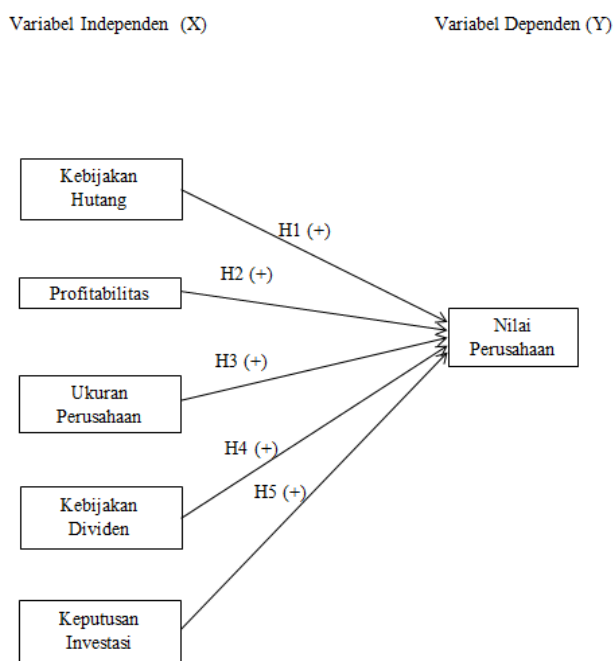 Variabel Independen (X)
Variabel Dependen (Y)
Kebijakan
Hutang
H1 (+)
H2 (+)
Profitabilitas
Nilai
Perusahaan
H3 (+)
Ukuran
Perusahaan
H4 (+)
H5 (+)
Kebijakan
Dividen
Keputusan
Investasi